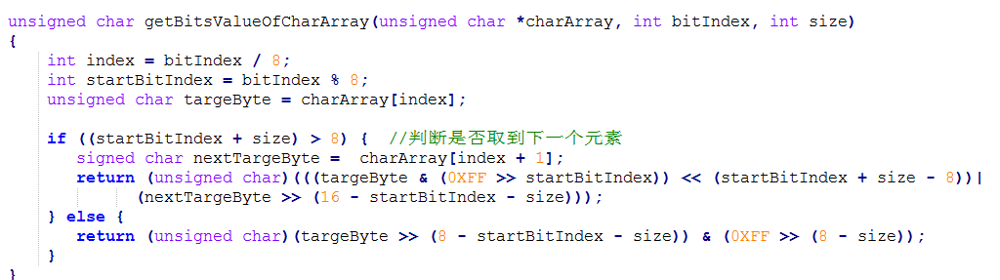 unsigned char getBitsValueOfCharArray(unsigned char *charArray, int bitIndex, int size)
{
    int index = bitIndex / 8;
    int startBitIndex = bitIndex % 8;
    unsigned char targeByte = charArray[index];

    if ((startBitIndex + size) > 8) {  //判断是否取到下一个元素
       signed char nextTargeByte =  charArray[index + 1];
       return (unsigned char)(((targeByte & (0XFF >> startBitIndex)) << (startBitIndex + size - 8))|
             (nextTargeByte >> (16 - startBitIndex - size)));
    } else {
       return (unsigned char)(targeByte >> (8 - startBitIndex - size)) & (0XFF >> (8 - size));
    }
}